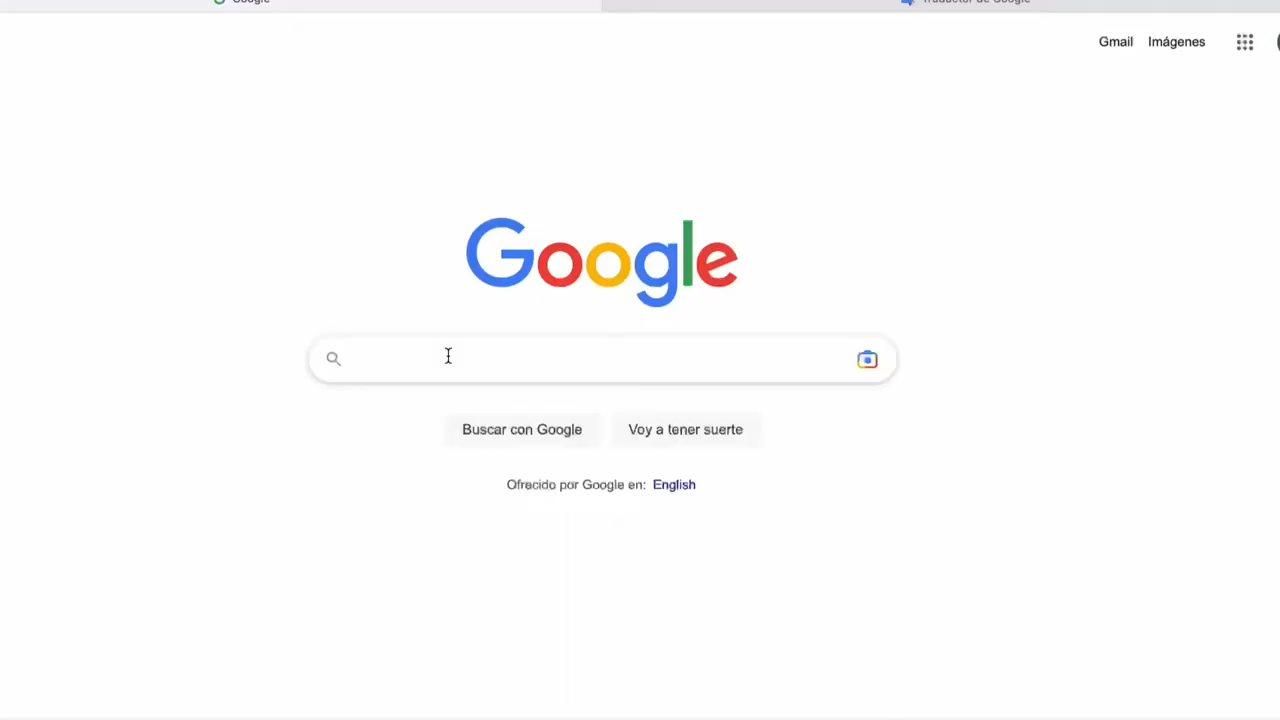 Google
Traductor de Google
Gmail Imágenes
Google
Buscar con Google Voy a tener suerte
Ofrecido por Google en: English